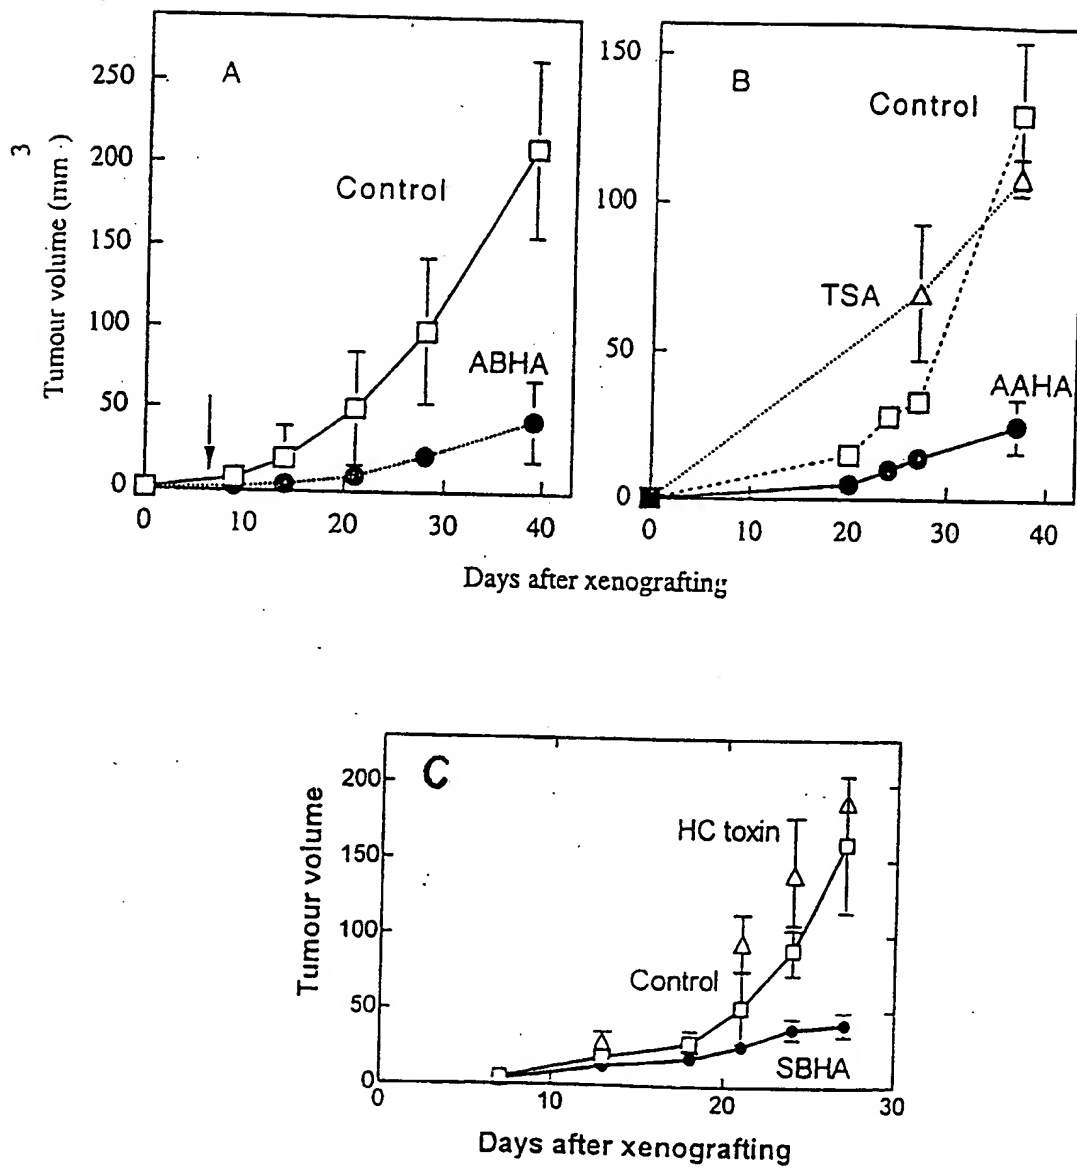 A
B
Control
Control
TSA
ABHA
AAHA
Tumour volume (mm
3
250
200
150
100
50
0
0
10
20
30
40
150
100
50
0
0
10
20
30
40
Days after xenografting
C
HC toxin
Control
SBHA
Tumour volume
200
150
100
50
0
0
10
20
30
Days after xenografting